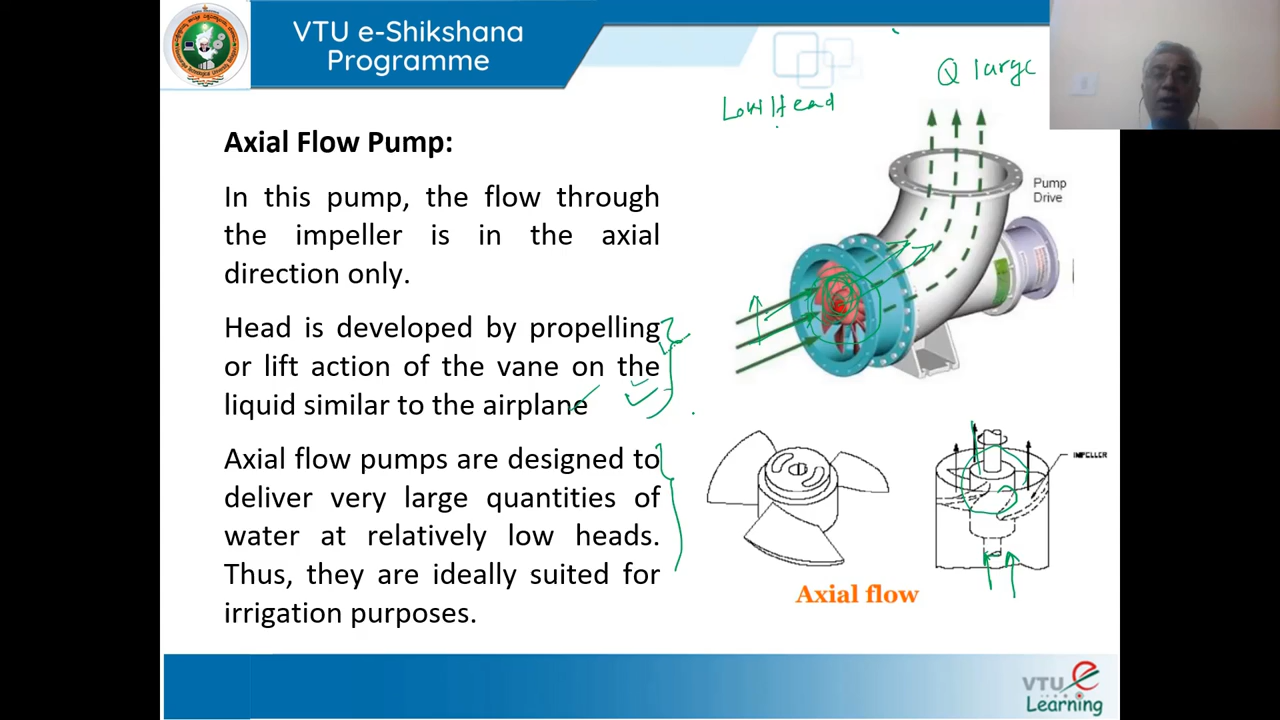 VTU e-Shikshana
Programme
Q large
Low Head
Axial Flow Pump:
In this pump, the flow through
the impeller is in the axial
direction only.
Head is developed by propelling
or lift action of the vane on the
liquid similar to the airplane
Axial flow pumps are designed to
deliver very large quantities of
water at relatively low heads.
Thus, they are ideally suited for
irrigation purposes.
Pump
Drive
IMPELLER
Axial flow
VTU e
Learning